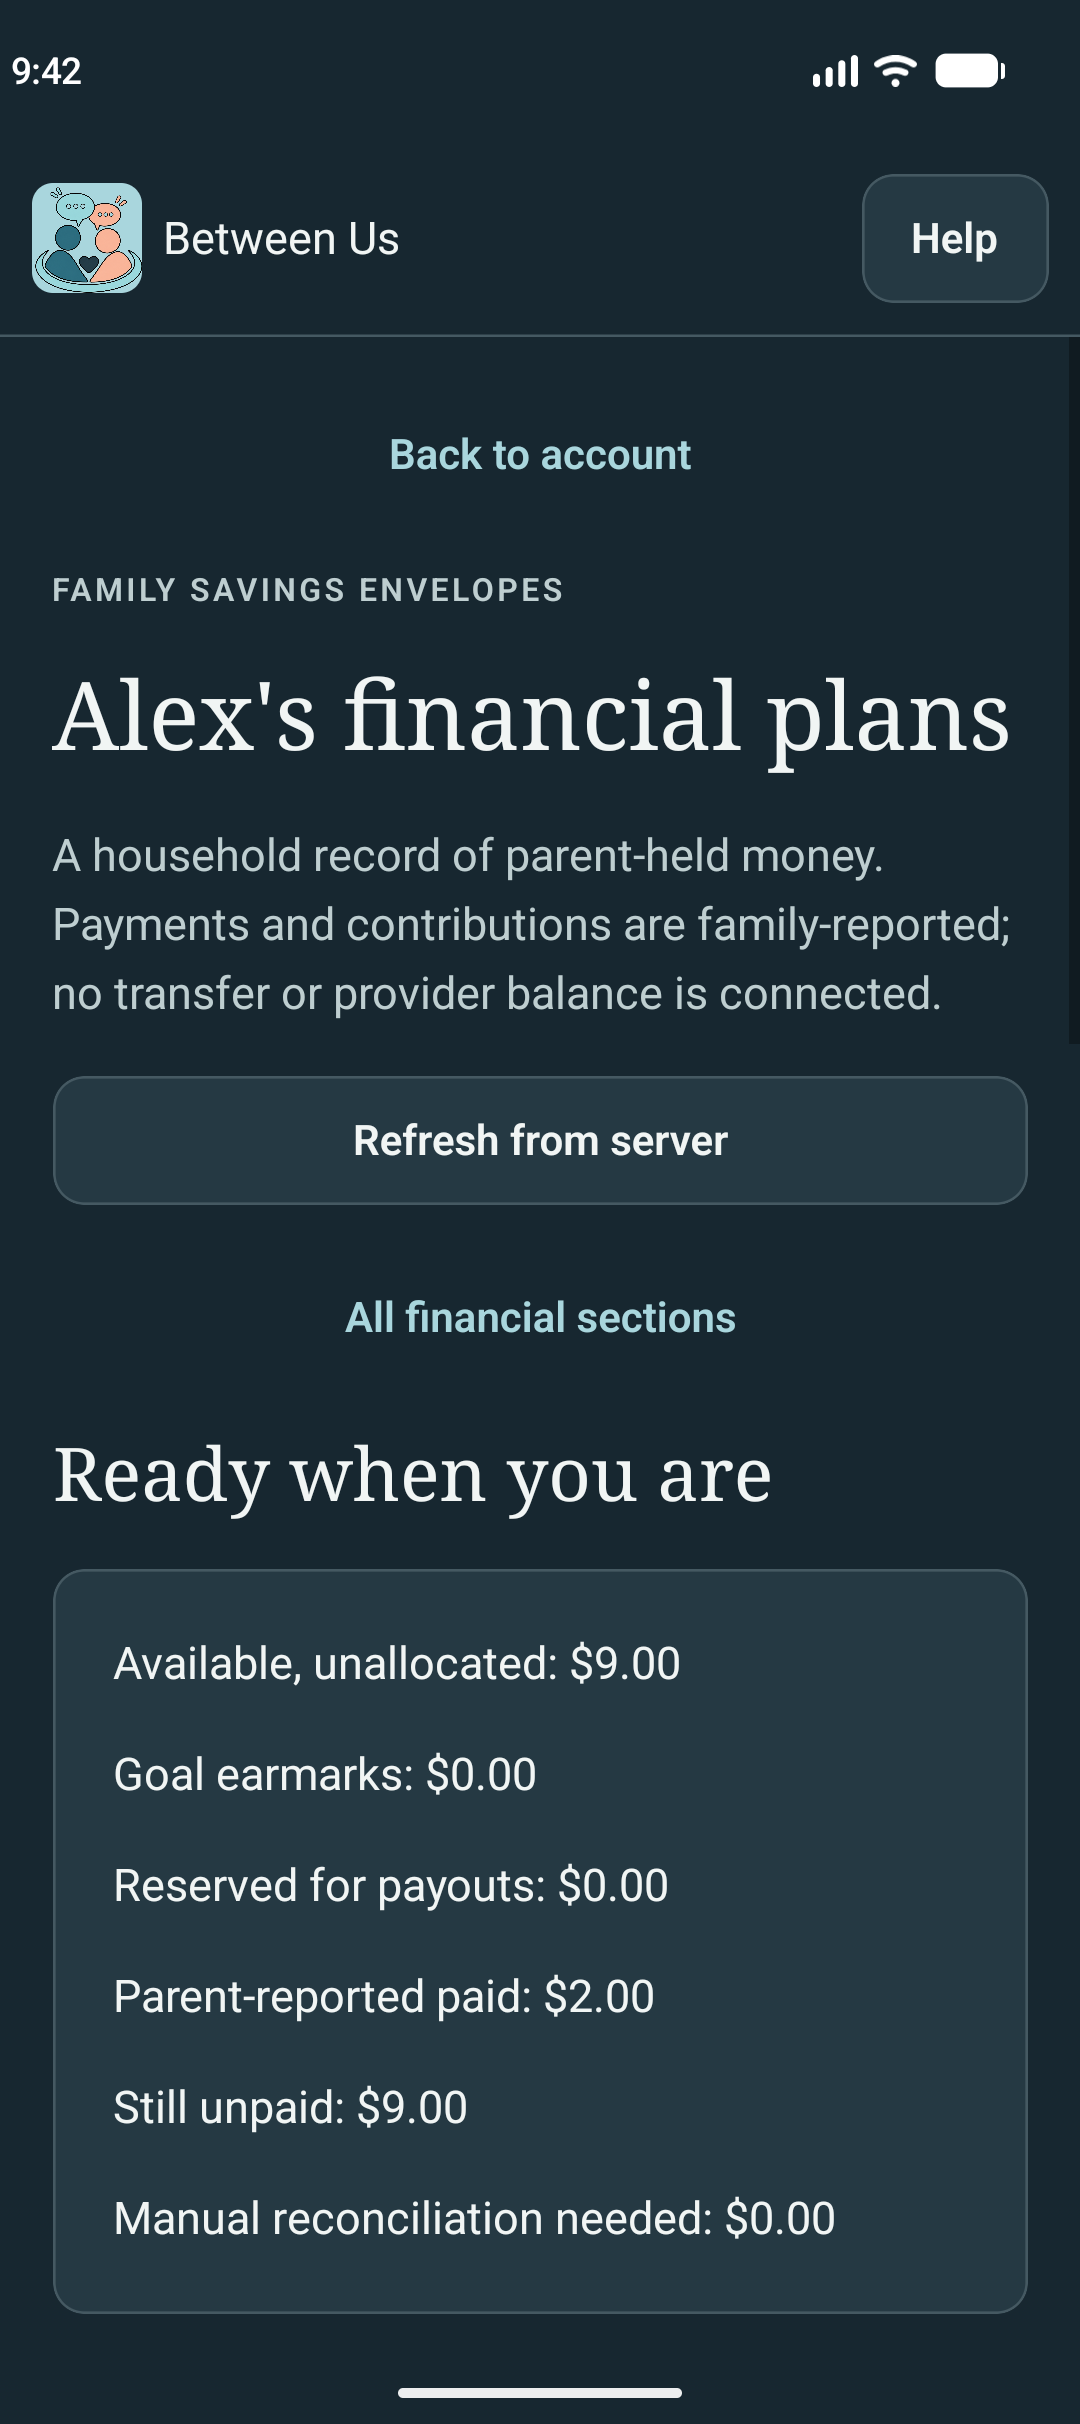 9:42
Between Us
Help
Back to account
FAMILY SAVINGS ENVELOPES
Alex's financial plans
A household record of parent-held money.
Payments and contributions are family-reported;
no transfer or provider balance is connected.
Refresh from server
All financial sections
Ready when you are
Available, unallocated: $9.00
Goal earmarks: $0.00
Reserved for payouts: $0.00
Parent-reported paid: $2.00
Still unpaid: $9.00
Manual reconciliation needed: $0.00